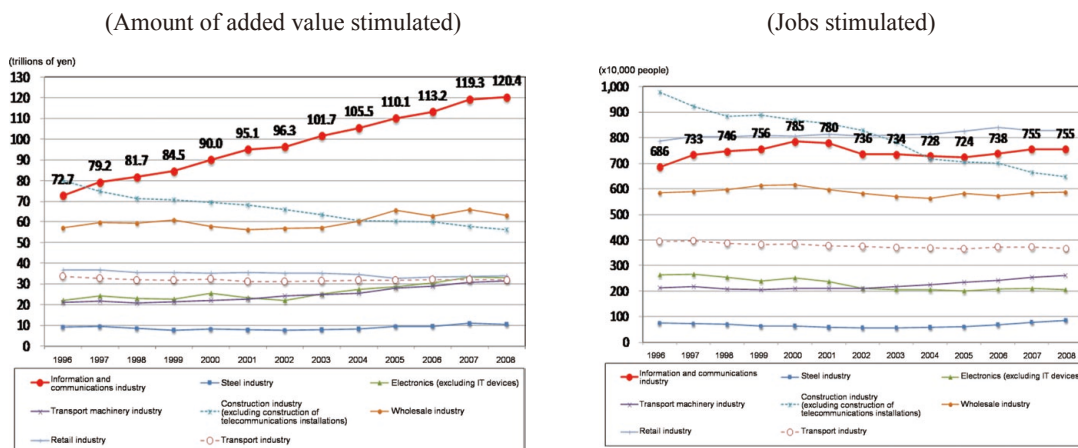 (Amount of added value stimulated)
(trillions of yen)
130
120
110
100
90
80
70
60
50
40
30
20
10
0
72.7
79.2
81.7
84.5
90.0
95.1
96.3
101.7
105.5
110.1
113.2
119.3
120.4
1996 1997 1998 1999 2000 2001 2002 2003 2004 2005 2006 2007 2008
Information and
communications industry
Steel industry
Electronics (excluding IT devices)
Transport machinery industry
Construction industry
(excluding construction of
telecommunications installations)
Wholesale industry
Retail industry
Transport industry
(Jobs stimulated)
(x10,000 people)
1,000
900
800
700
600
500
400
300
200
100
0
686
733
746
756
785
780
736
734
728
724
738
755
755
1996 1997 1998 1999 2000 2001 2002 2003 2004 2005 2006 2007 2008
Information and communications
industry
Steel industry
Electronics (excluding IT devices)
Transport machinery industry
Construction industry
(excluding construction of
telecommunications installations)
Wholesale industry
Retail industry
Transport industry